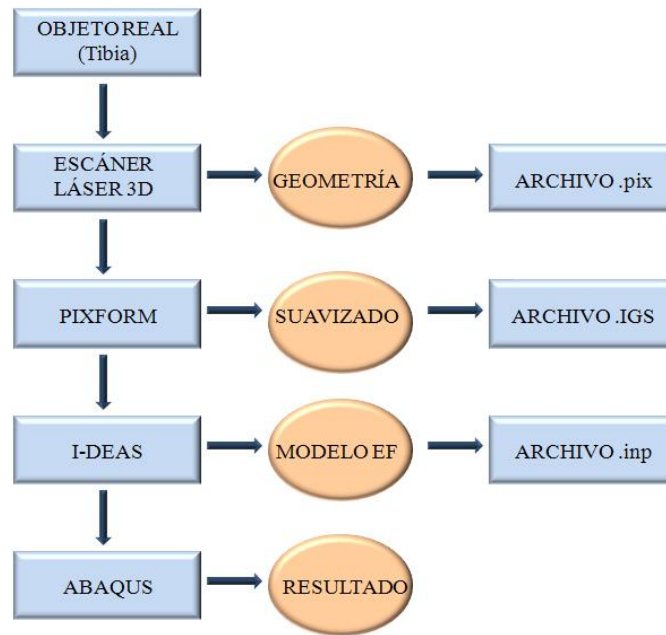 OBJETO REAL
(Tibia)
ESCÁNER
LÁSER 3D
GEOMETRÍA
ARCHIVO .pix
PIXFORM
SUAVIZADO
ARCHIVO .IGS
I-DEAS
MODELO EF
ARCHIVO .inp
ABAQUS
RESULTADO